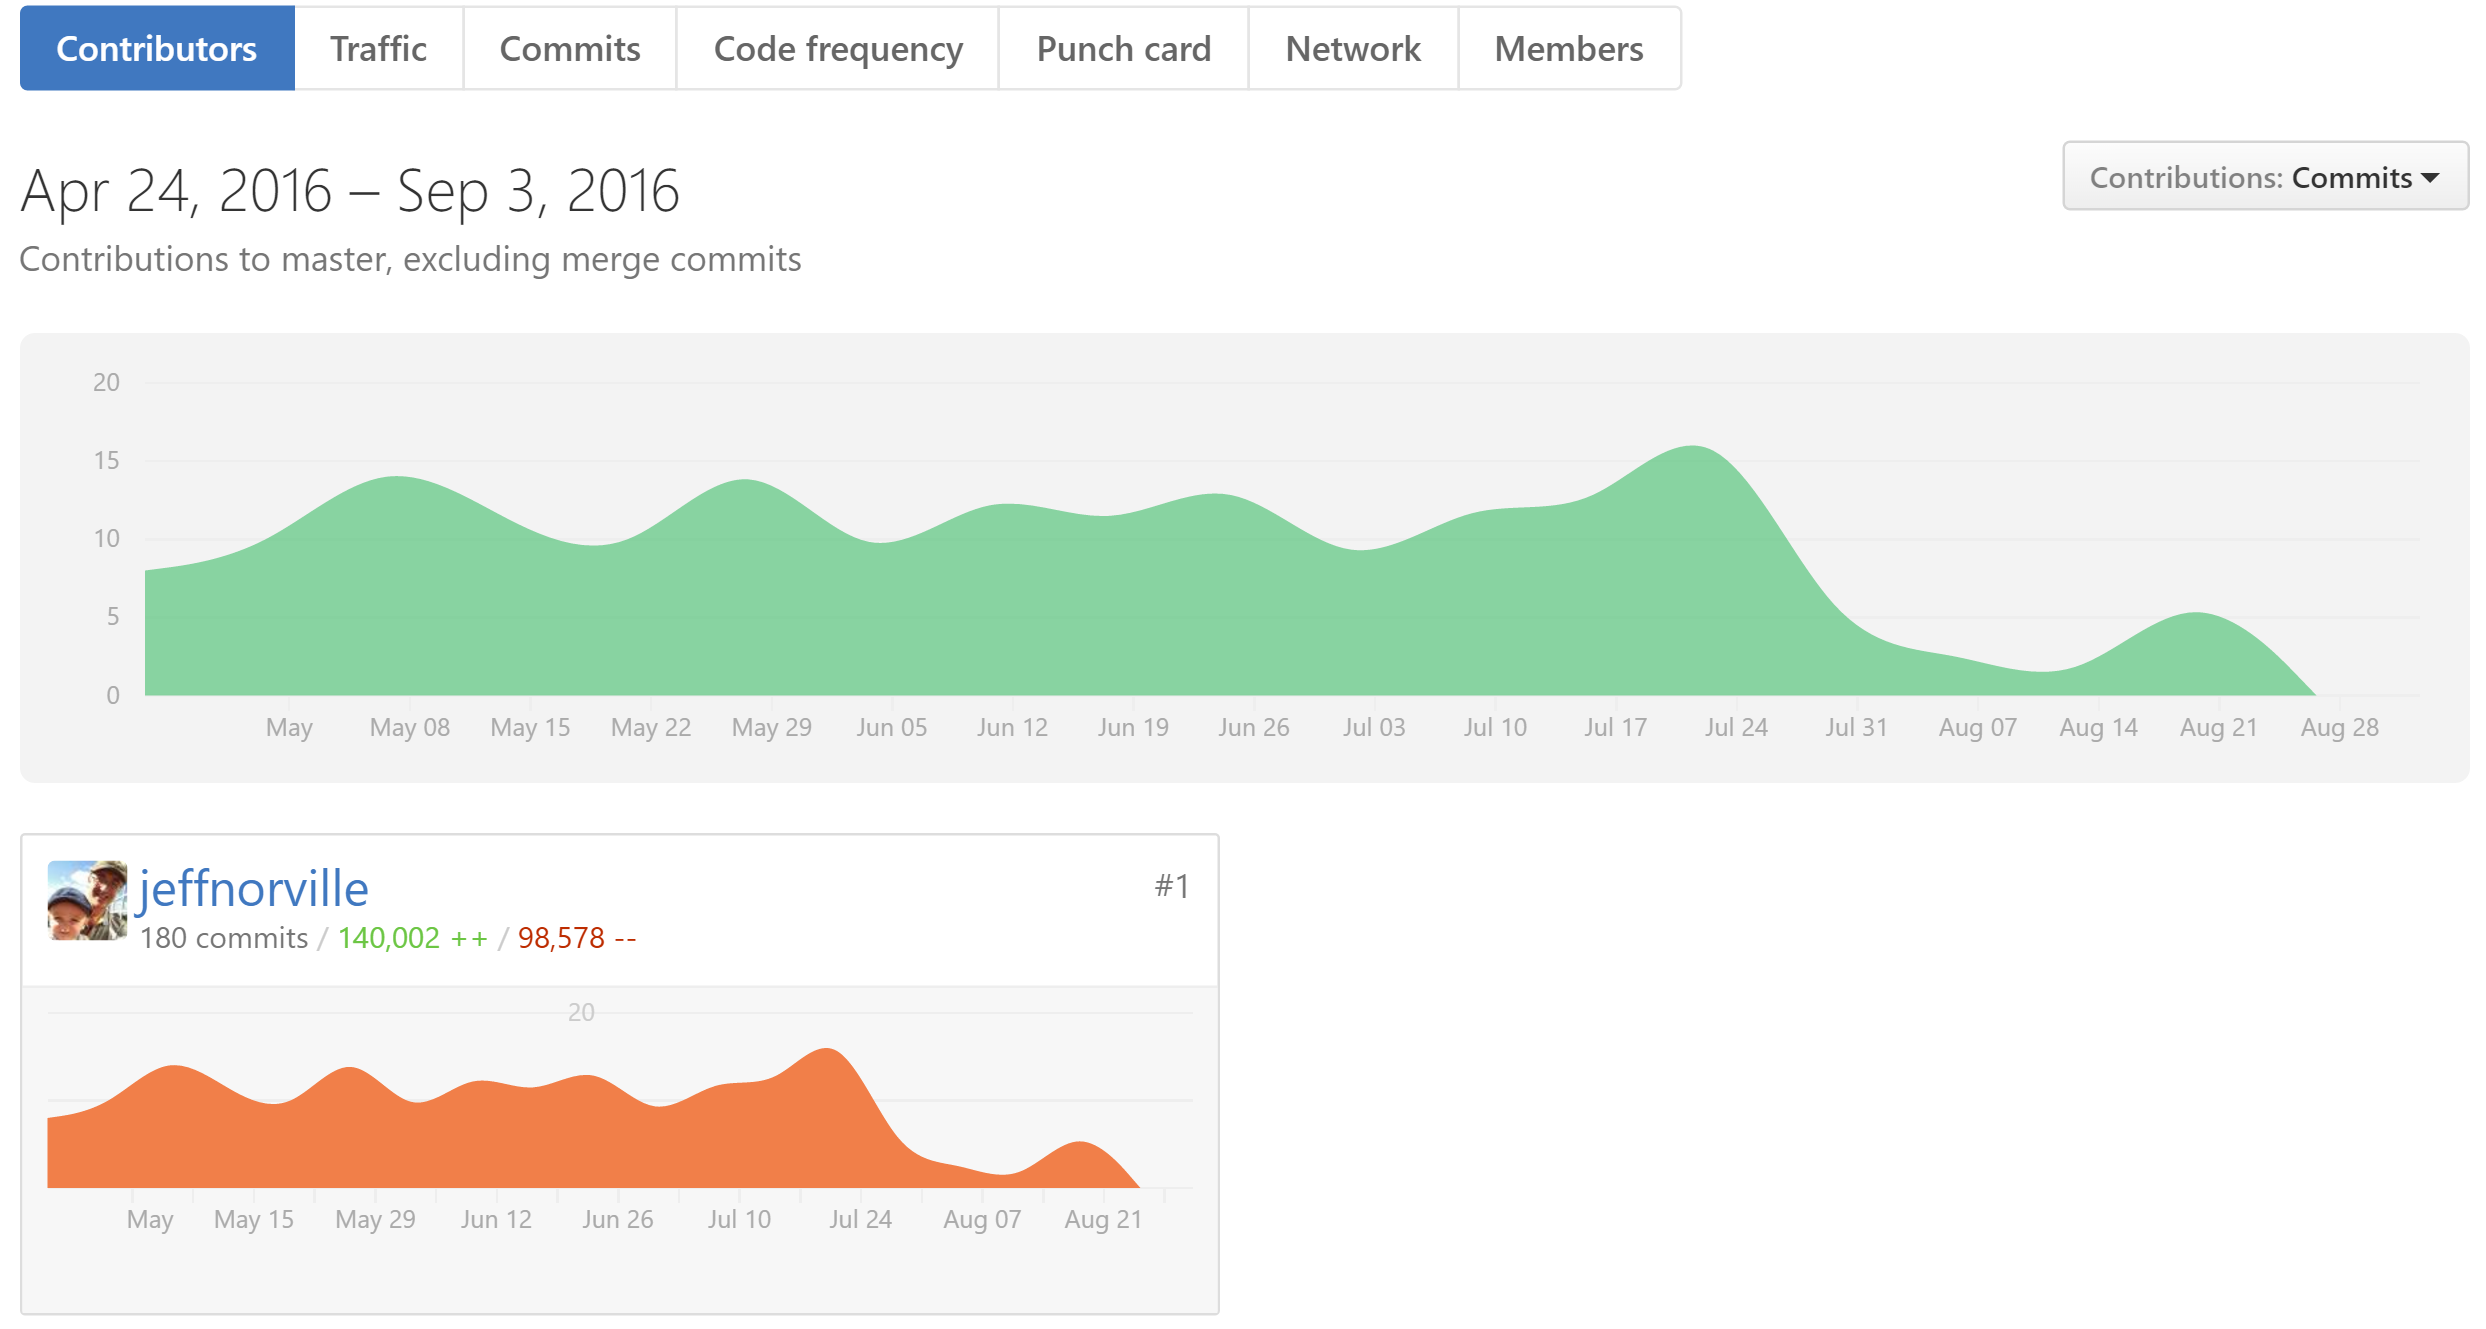 Contributors Traffic Commits Code frequency Punch card Network Members
Apr 24, 2016 – Sep 3, 2016
Contributions: Commits
Contributions to master, excluding merge commits
20
15
10
5
0
May May 08 May 15 May 22 May 29 Jun 05 Jun 12 Jun 19 Jun 26 Jul 03 Jul 10 Jul 17 Jul 24 Jul 31 Aug 07 Aug 14 Aug 21 Aug 28
jeffnorville #1
180 commits / 140,002 ++ / 98,578 --
20
May May 15 May 29 Jun 12 Jun 26 Jul 10 Jul 24 Aug 07 Aug 21